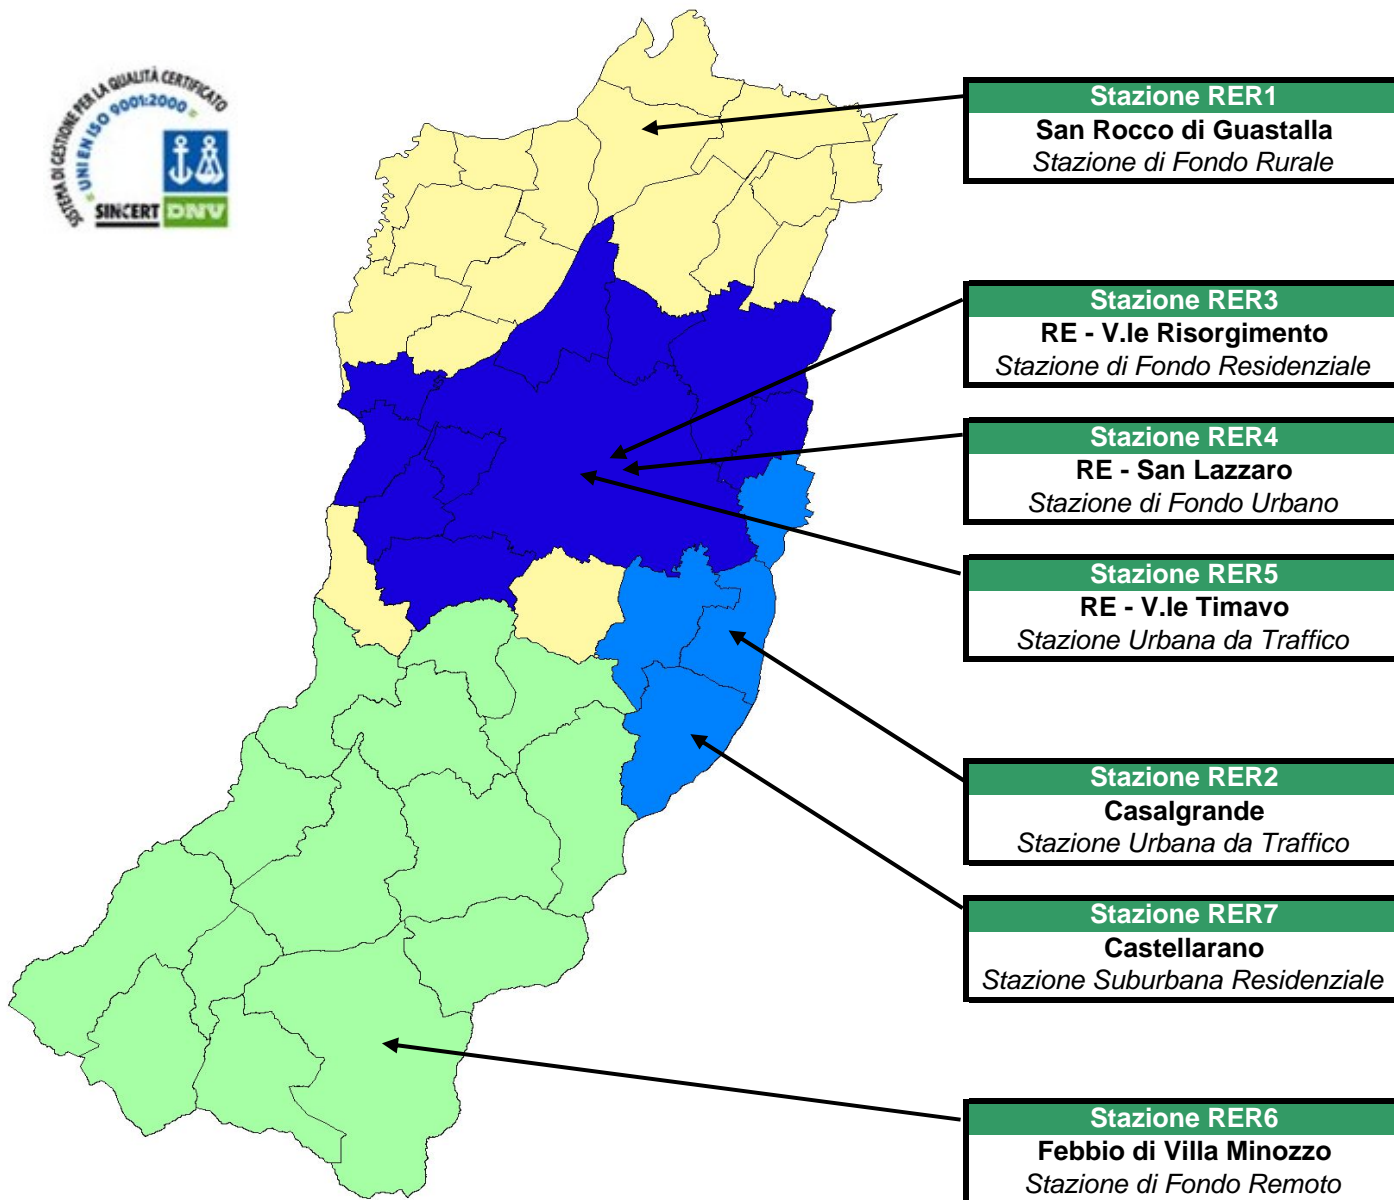 SISTEMA DI GESTIONE PER LA QUALITÀ CERTIFICATO
= UNI EN ISO 9001:2000 =
SINCERT DNV
Stazione RER1
San Rocco di Guastalla
Stazione di Fondo Rurale
Stazione RER3
RE - V.le Risorgimento
Stazione di Fondo Residenziale
Stazione RER4
RE - San Lazzaro
Stazione di Fondo Urbano
Stazione RER5
RE - V.le Timavo
Stazione Urbana da Traffico
Stazione RER2
Casalgrande
Stazione Urbana da Traffico
Stazione RER7
Castellarano
Stazione Suburbana Residenziale
Stazione RER6
Febbio di Villa Minozzo
Stazione di Fondo Remoto